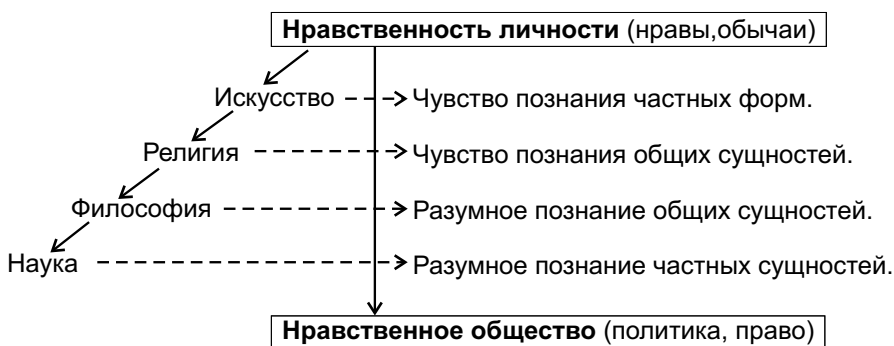 Нравственность личности (нравы,обычаи)
Искусство Чувство познания частных форм.
Религия Чувство познания общих сущностей.
Философия Разумное познание общих сущностей.
Наука Разумное познание частных сущностей.
Нравственное общество (политика, право)